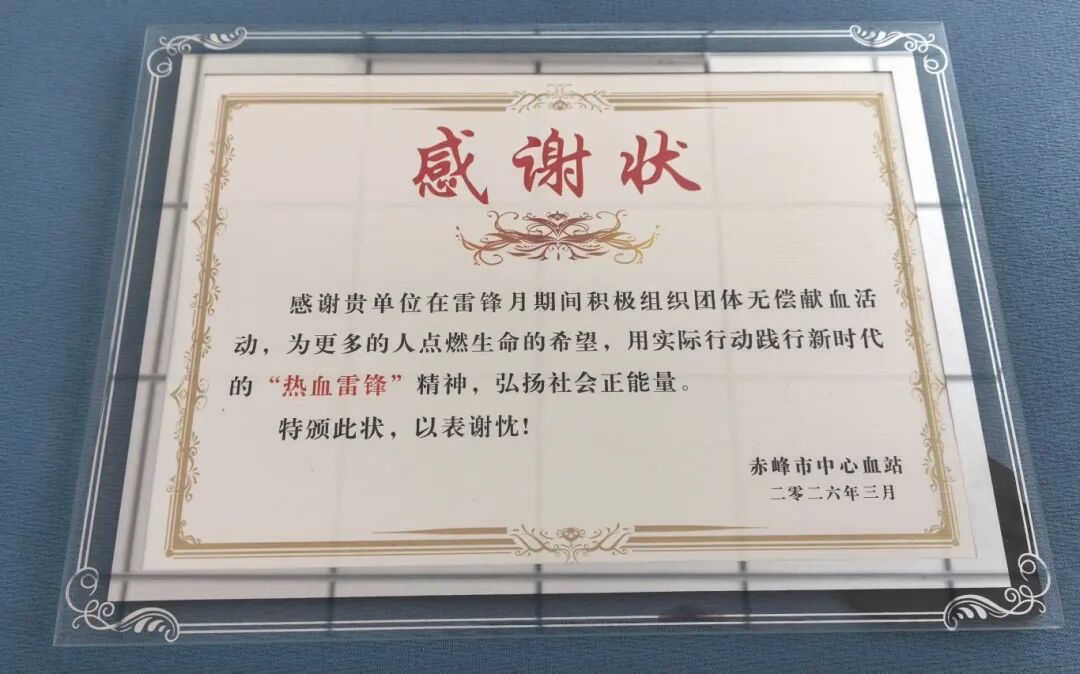 感谢状
感谢贵单位在雷锋月期间积极组织团体无偿献血活
动，为更多的人点燃生命的希望，用实际行动践行新时代
的“热血雷锋”精神，弘扬社会正能量。
特颁此状，以表谢忱！
赤峰市中心血站
二零二六年三月